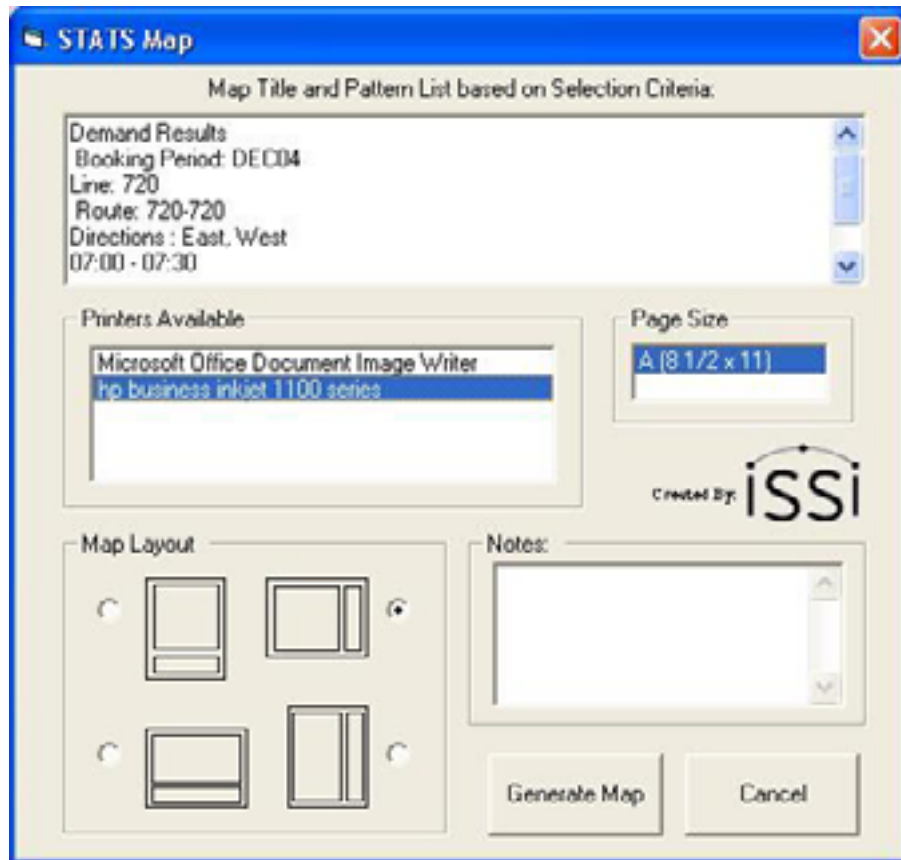 STATS Map
Map Title and Pattern List based on Selection Criteria:
Demand Results
Booking Period: DEC04
Line: 720
Route: 720-720
Directions : East, West
07:00 - 07:30
Printers Available
Microsoft Office Document Image Writer
hp business inkjet 1100 series
Page Size
A (8 1/2 x 11)
Created By: iSSi
Map Layout
Notes:
Generate Map
Cancel